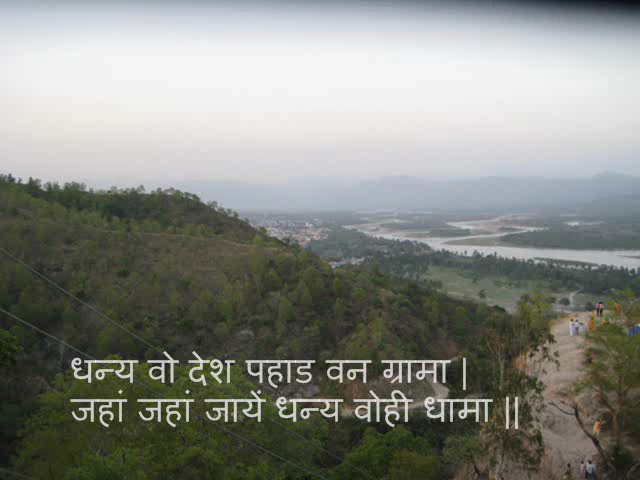 धन्य वो देश पहाड वन ग्रामा |
जहां जहां जायें धन्य वोही धामा ||